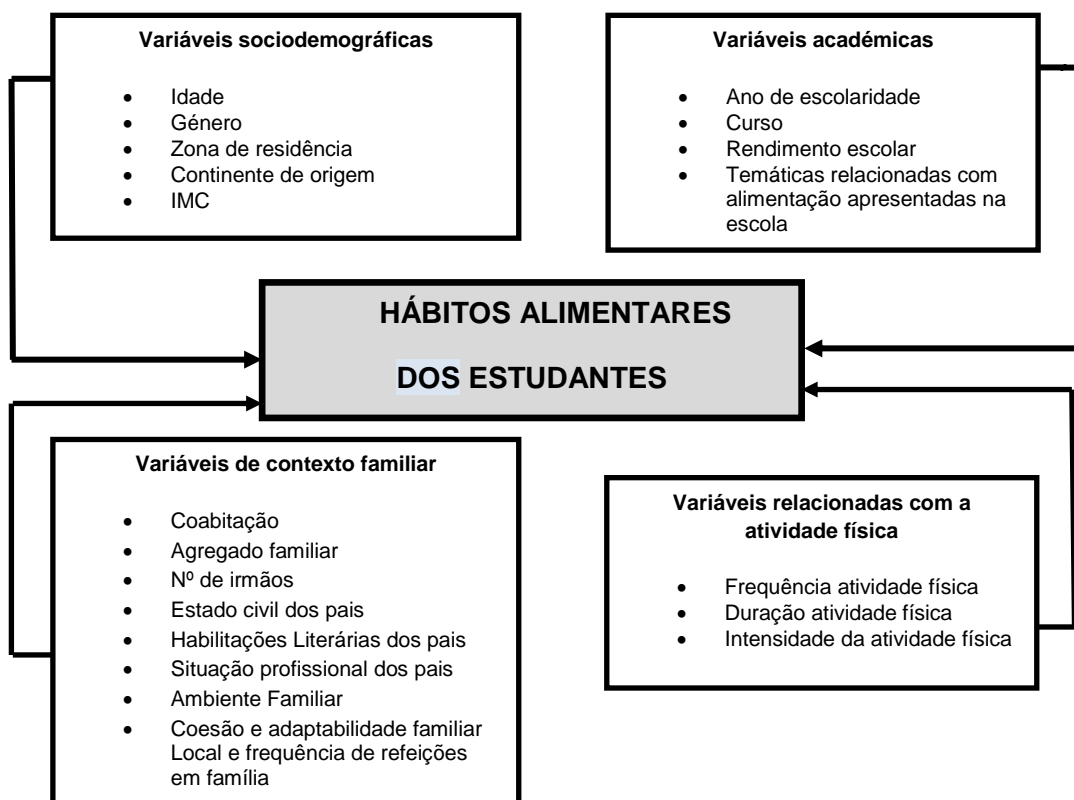 Variáveis sociodemográficas
• Idade
• Género
• Zona de residência
• Continente de origem
• IMC
Variáveis académicas
• Ano de escolaridade
• Curso
• Rendimento escolar
• Temáticas relacionadas com
alimentação apresentadas na
escola
HÁBITOS ALIMENTARES
DOS ESTUDANTES
Variáveis de contexto familiar
• Coabitação
• Agregado familiar
• Nº de irmãos
• Estado civil dos pais
• Habilitações Literárias dos pais
• Situação profissional dos pais
• Ambiente Familiar
• Coesão e adaptabilidade familiar
Local e frequência de refeições
em família
Variáveis relacionadas com a
atividade física
• Frequência atividade física
• Duração atividade física
• Intensidade da atividade física